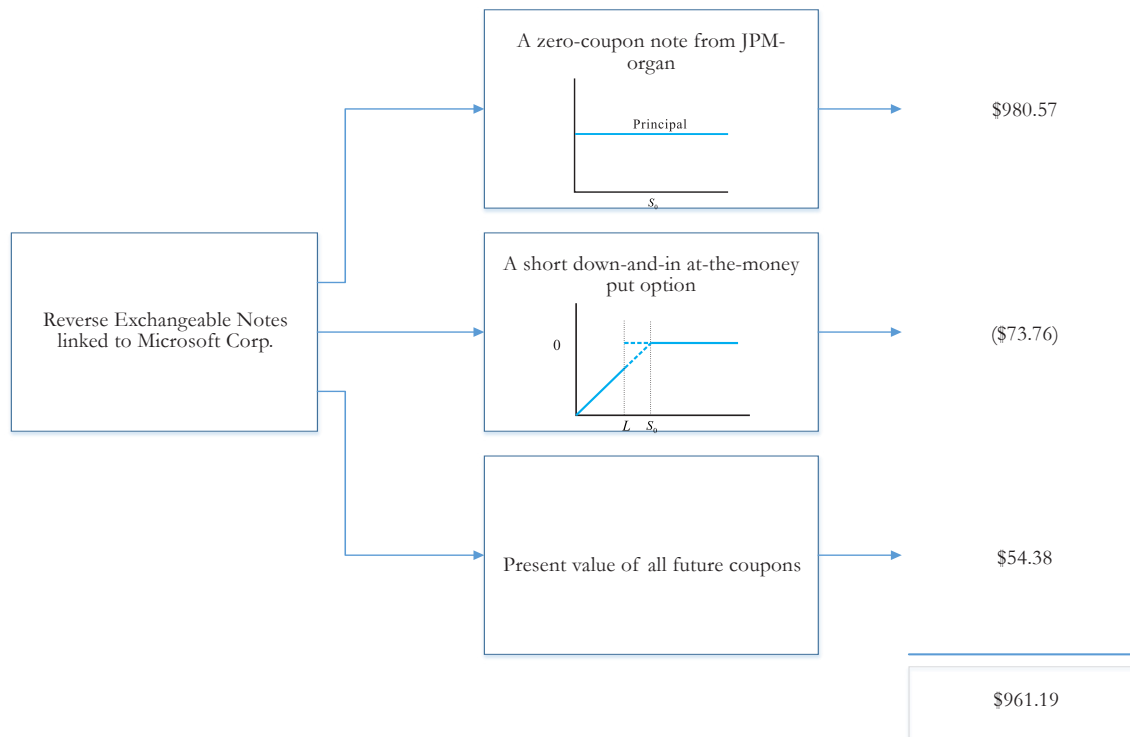 A zero-coupon note from JPM-
organ
Principal
S₀
$980.57
Reverse Exchangeable Notes
linked to Microsoft Corp.
A short down-and-in at-the-money
put option
0
L S₀
($73.76)
Present value of all future coupons
$54.38
$961.19